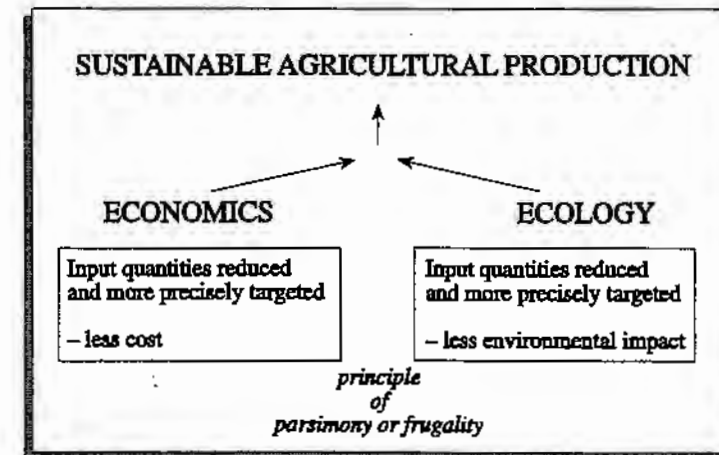 SUSTAINABLE AGRICULTURAL PRODUCTION
ECONOMICS
ECOLOGY
Input quantities reduced
and more precisely targeted
– less cost
Input quantities reduced
and more precisely targeted
– less environmental impact
principle
of
parsimony or frugality